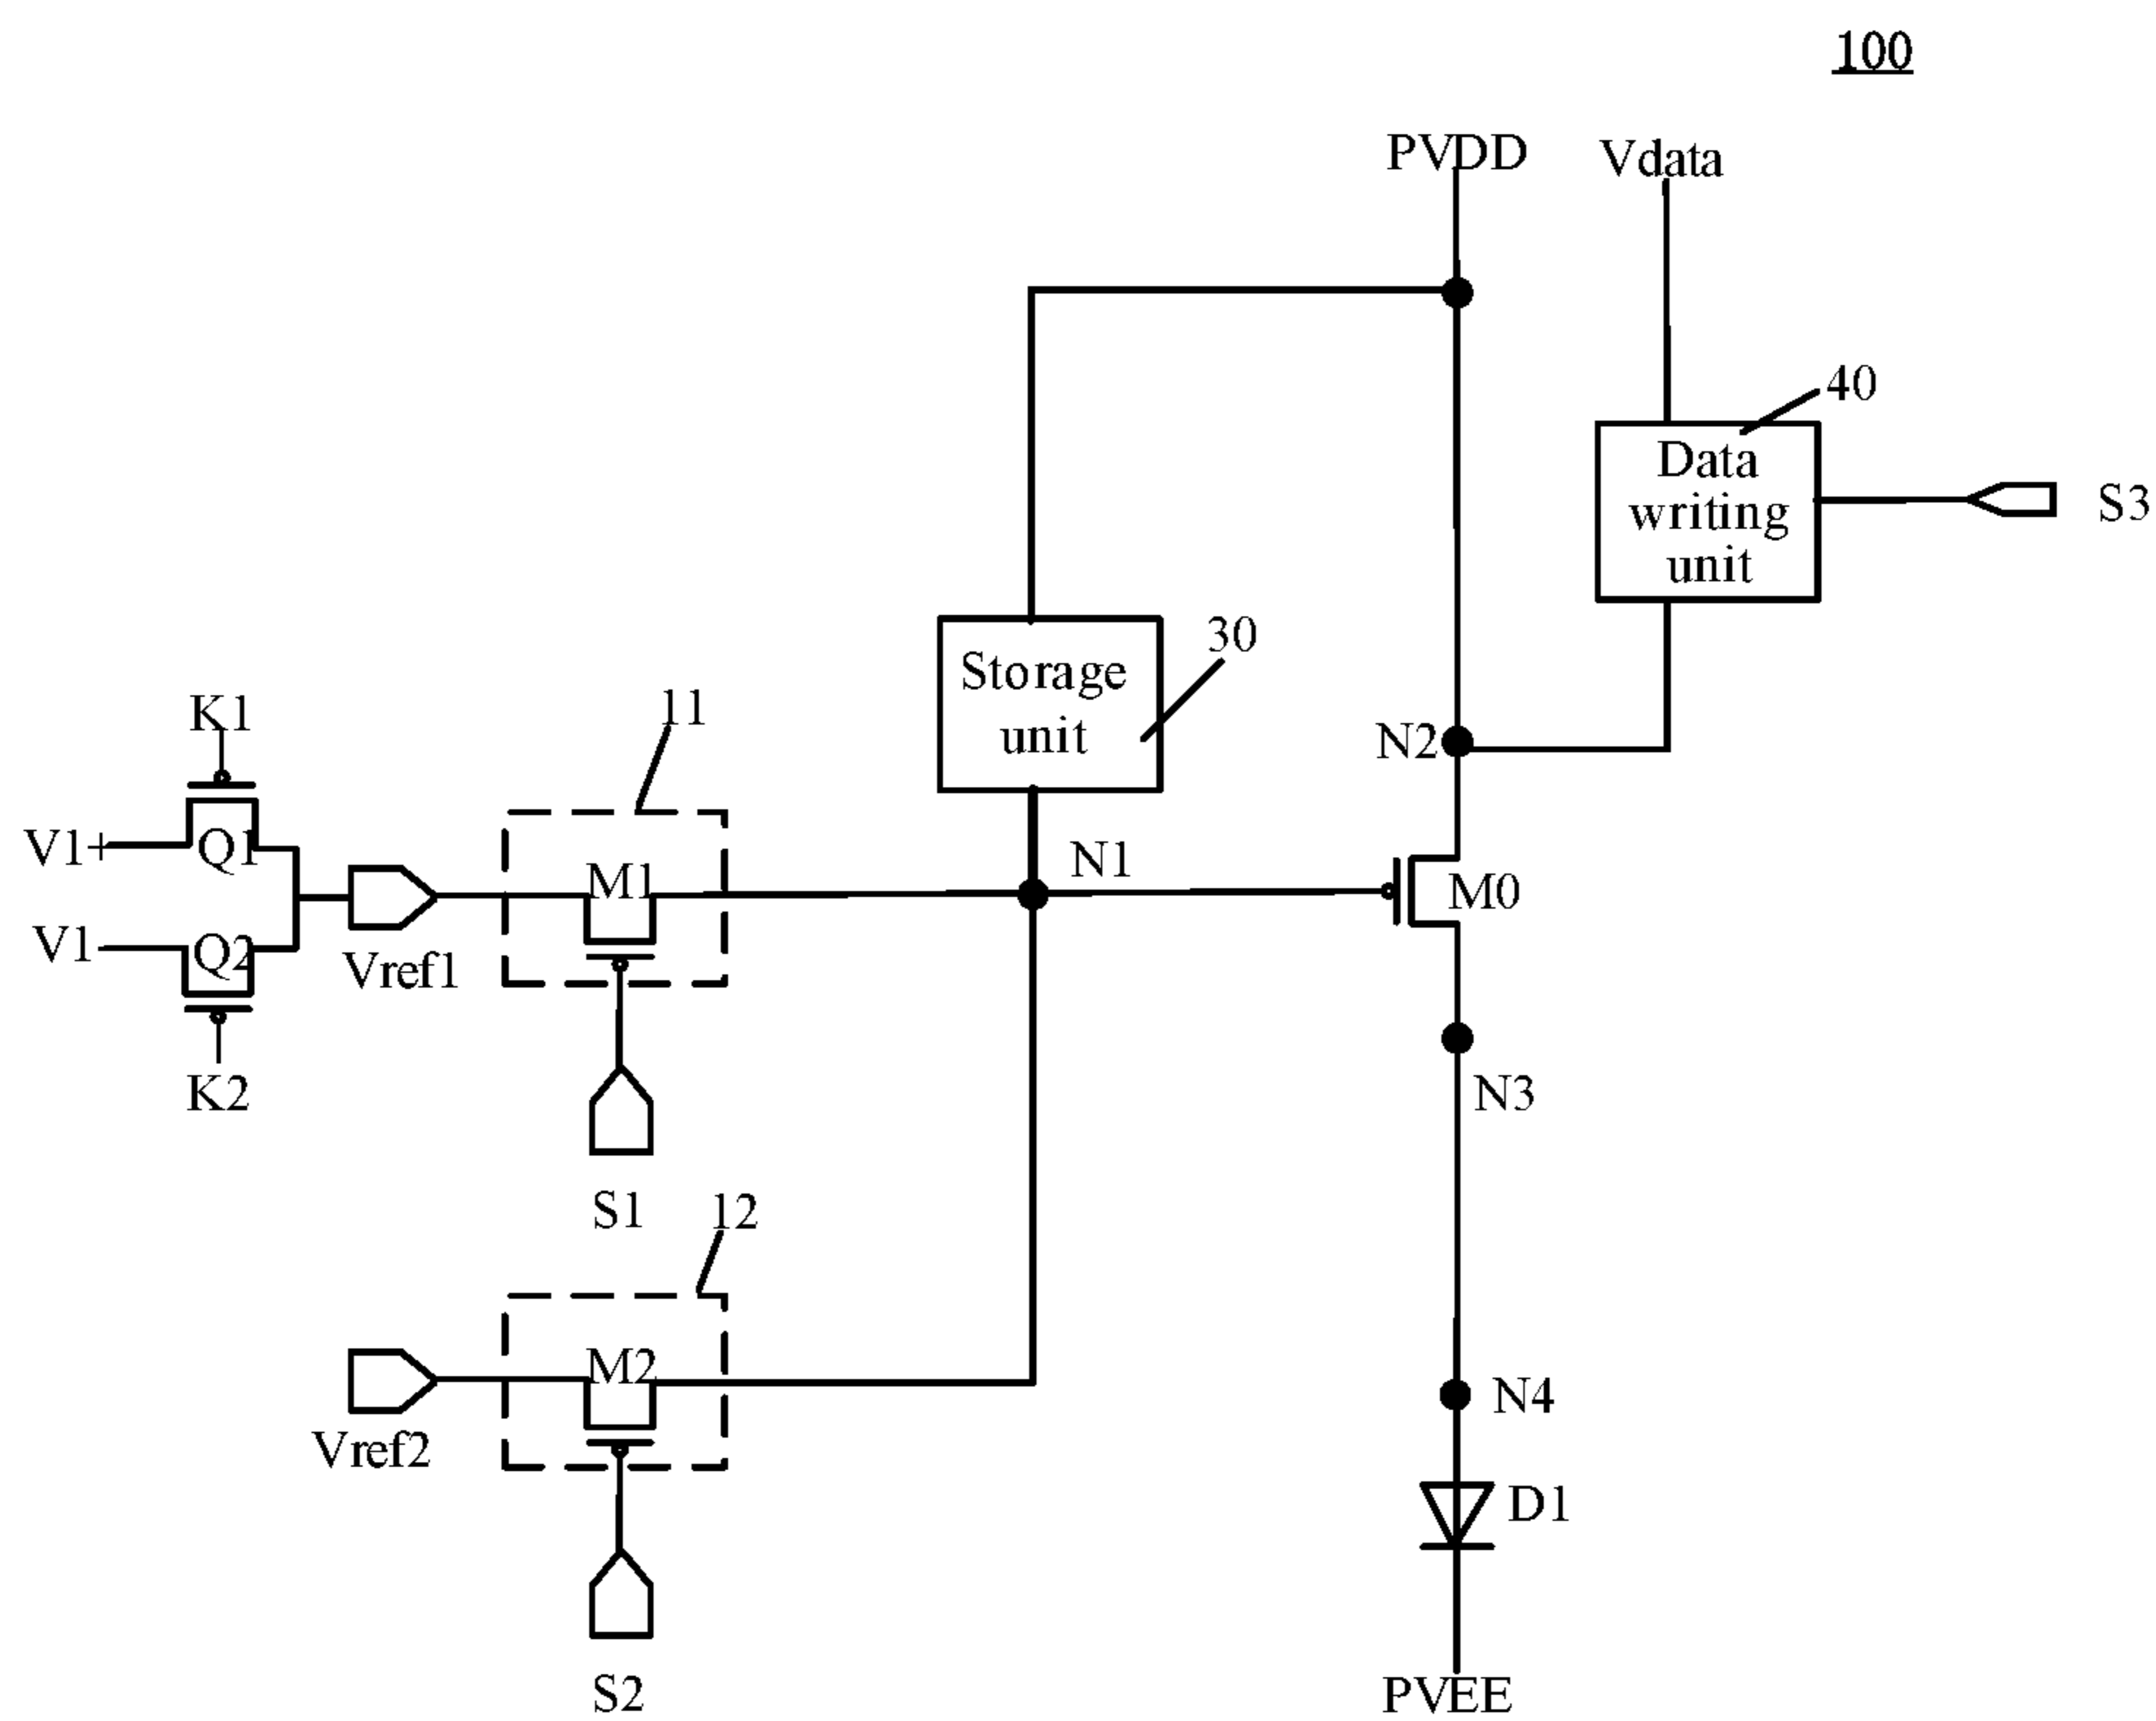 100
PVDD
Vdata
40
Data
writing
unit
S3
30
Storage
unit
K1
11
N2
V1+
Q1
M1
N1
M0
V1-
Q2
Vref1
K2
N3
S1
12
M2
N4
Vref2
D1
S2
PVEE